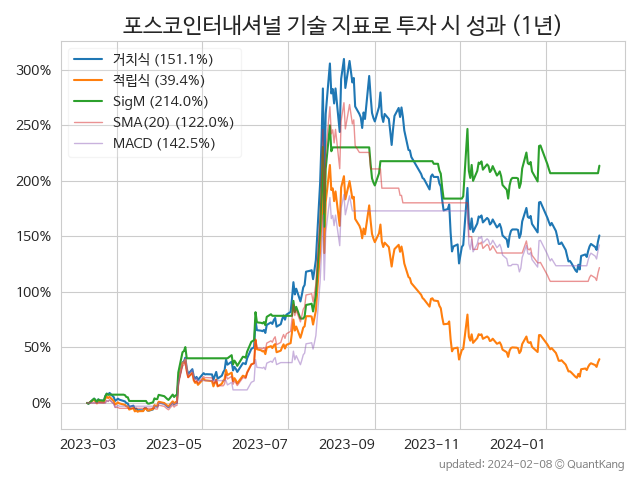 포스코인터내셔널 기술 지표로 투자 시 성과 (1년)
거치식 (151.1%)
적립식 (39.4%)
SigM (214.0%)
SMA(20) (122.0%)
MACD (142.5%)
300%
250%
200%
150%
100%
50%
0%
2023-03 2023-05 2023-07 2023-09 2023-11 2024-01
updated: 2024-02-08 © QuantKang